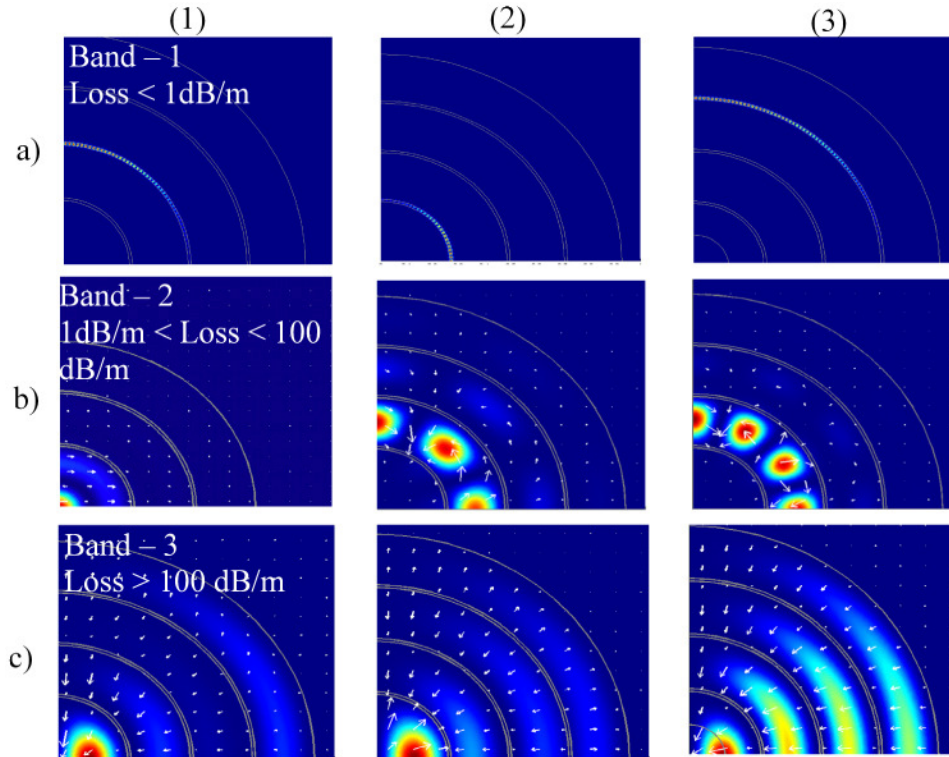 (1) (2) (3)
a)
Band – 1
Loss < 1dB/m
b)
Band – 2
1dB/m < Loss < 100
dB/m
c)
Band – 3
Loss > 100 dB/m